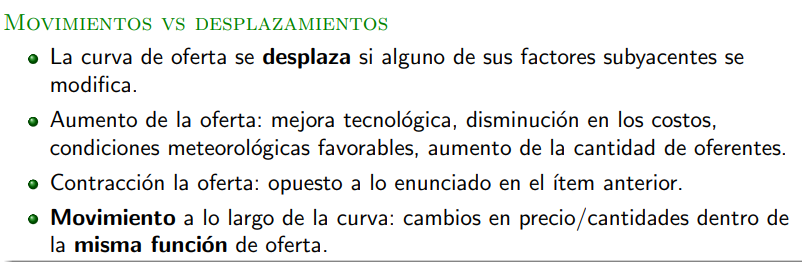 MOVIMIENTOS VS DESPLAZAMIENTOS
La curva de oferta se desplaza si alguno de sus factores subyacentes se
modifica.
Aumento de la oferta: mejora tecnológica, disminución en los costos,
condiciones meteorológicas favorables, aumento de la cantidad de oferentes.
Contracción la oferta: opuesto a lo enunciado en el ítem anterior.
Movimiento a lo largo de la curva: cambios en precio/cantidades dentro de
la misma función de oferta.